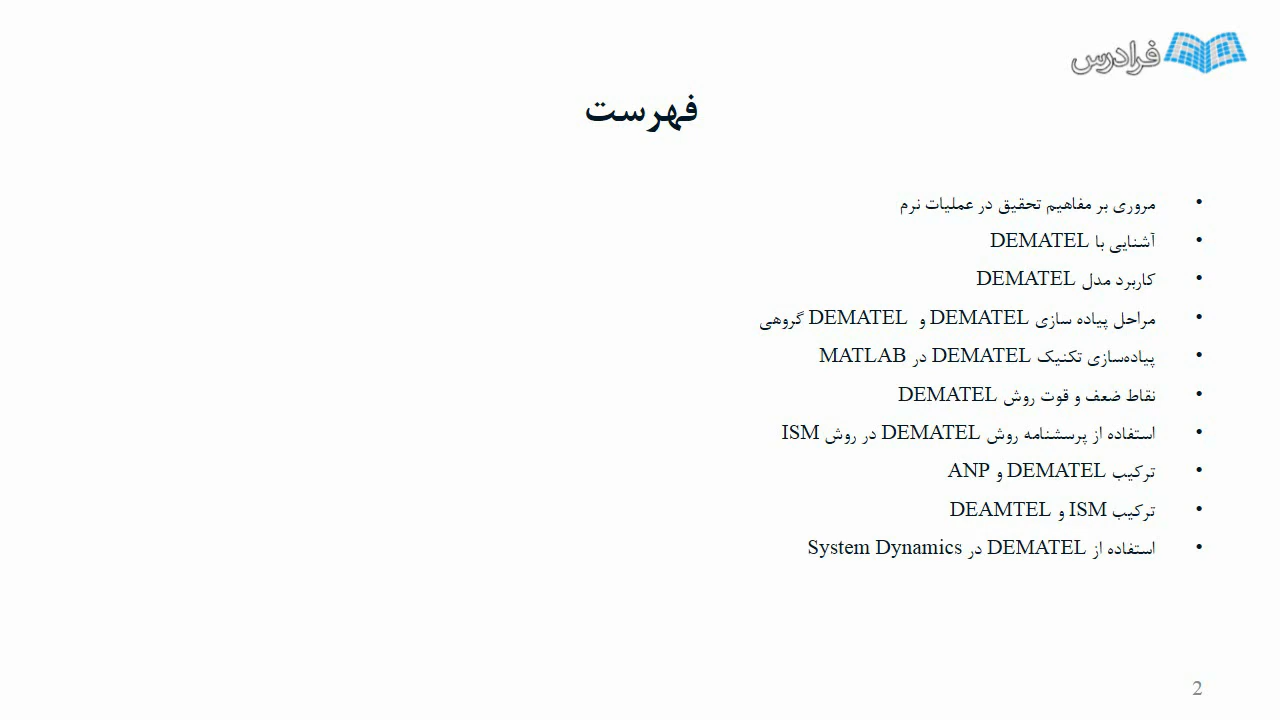 فرادرس
فهرست
• مروری بر مفاهیم تحقیق در عملیات نرم
• آشنایی با DEMATEL
• کاربرد مدل DEMATEL
• مراحل پیاده سازی DEMATEL و DEMATEL گروهی
• پیاده‌سازی تکنیک DEMATEL در MATLAB
• نقاط ضعف و قوت روش DEMATEL
• استفاده از پرسشنامه روش DEMATEL در روش ISM
• ترکیب DEMATEL و ANP
• ترکیب ISM و DEAMTEL
• استفاده از DEMATEL در System Dynamics
2